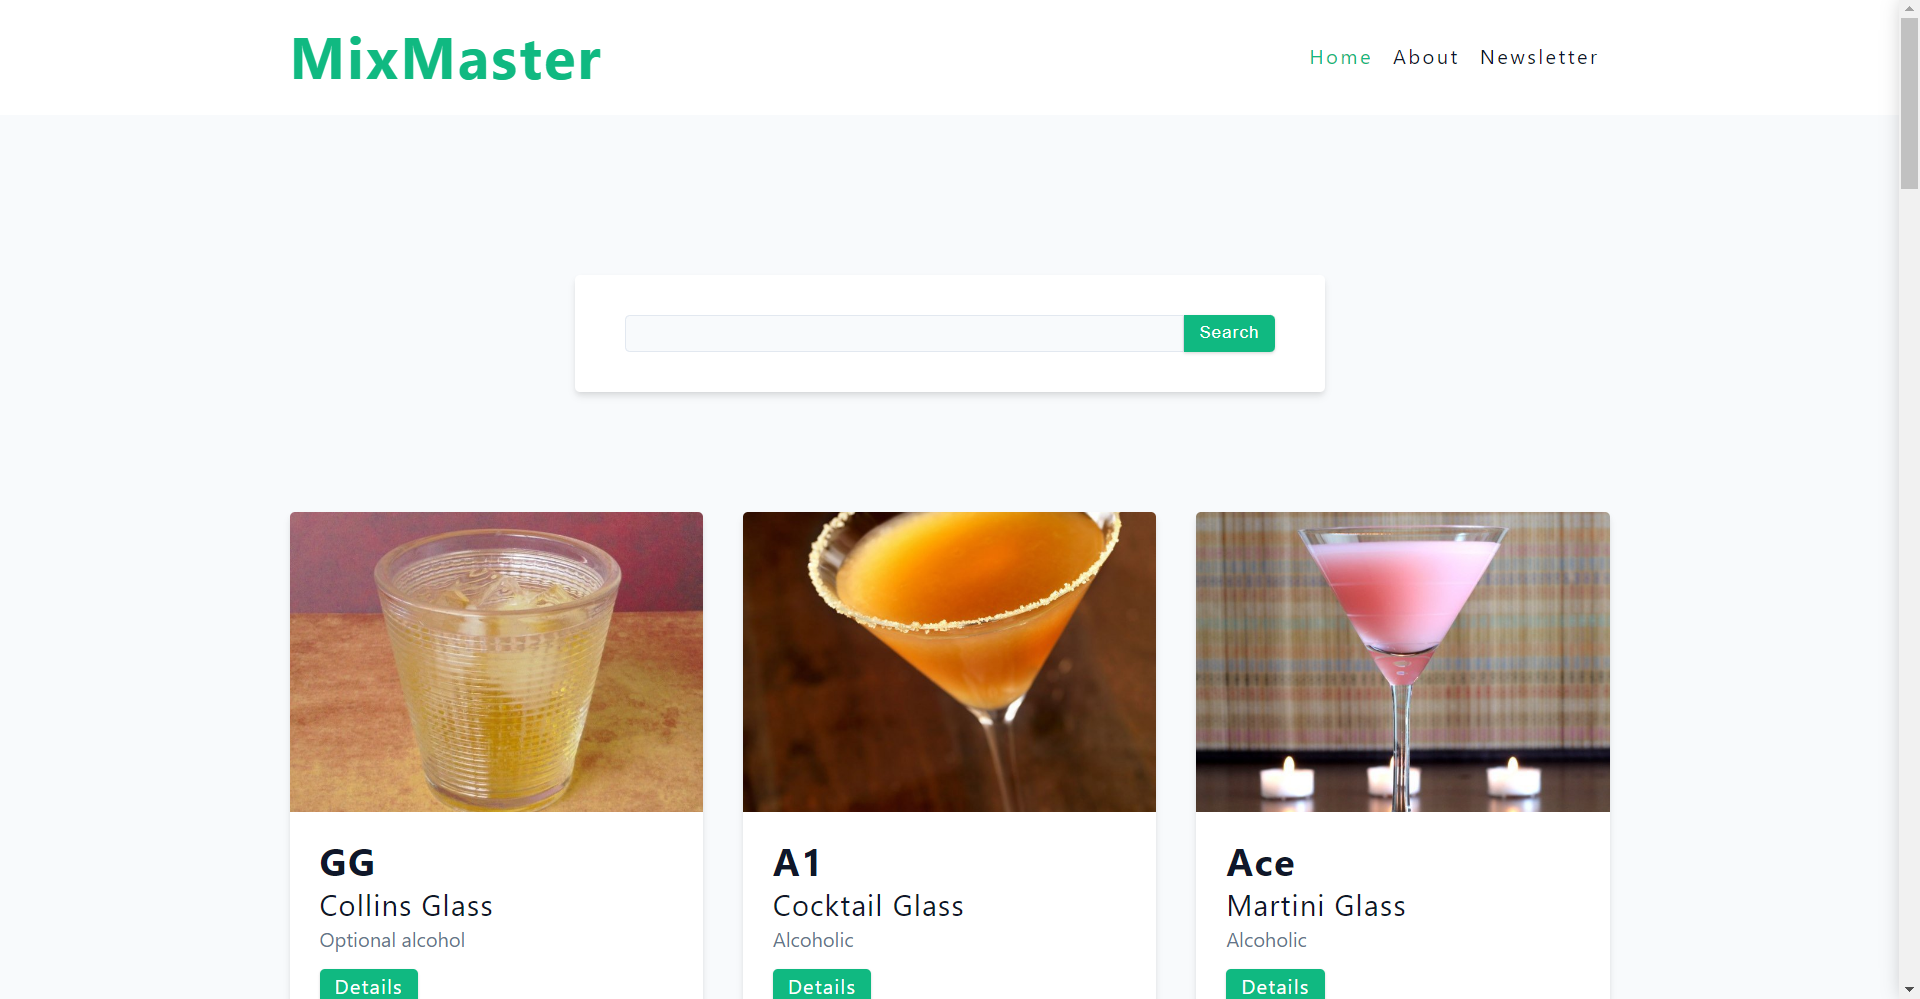 MixMaster
Home About Newsletter
Search
GG
Collins Glass
Optional alcohol
Details
A1
Cocktail Glass
Alcoholic
Details
Ace
Martini Glass
Alcoholic
Details